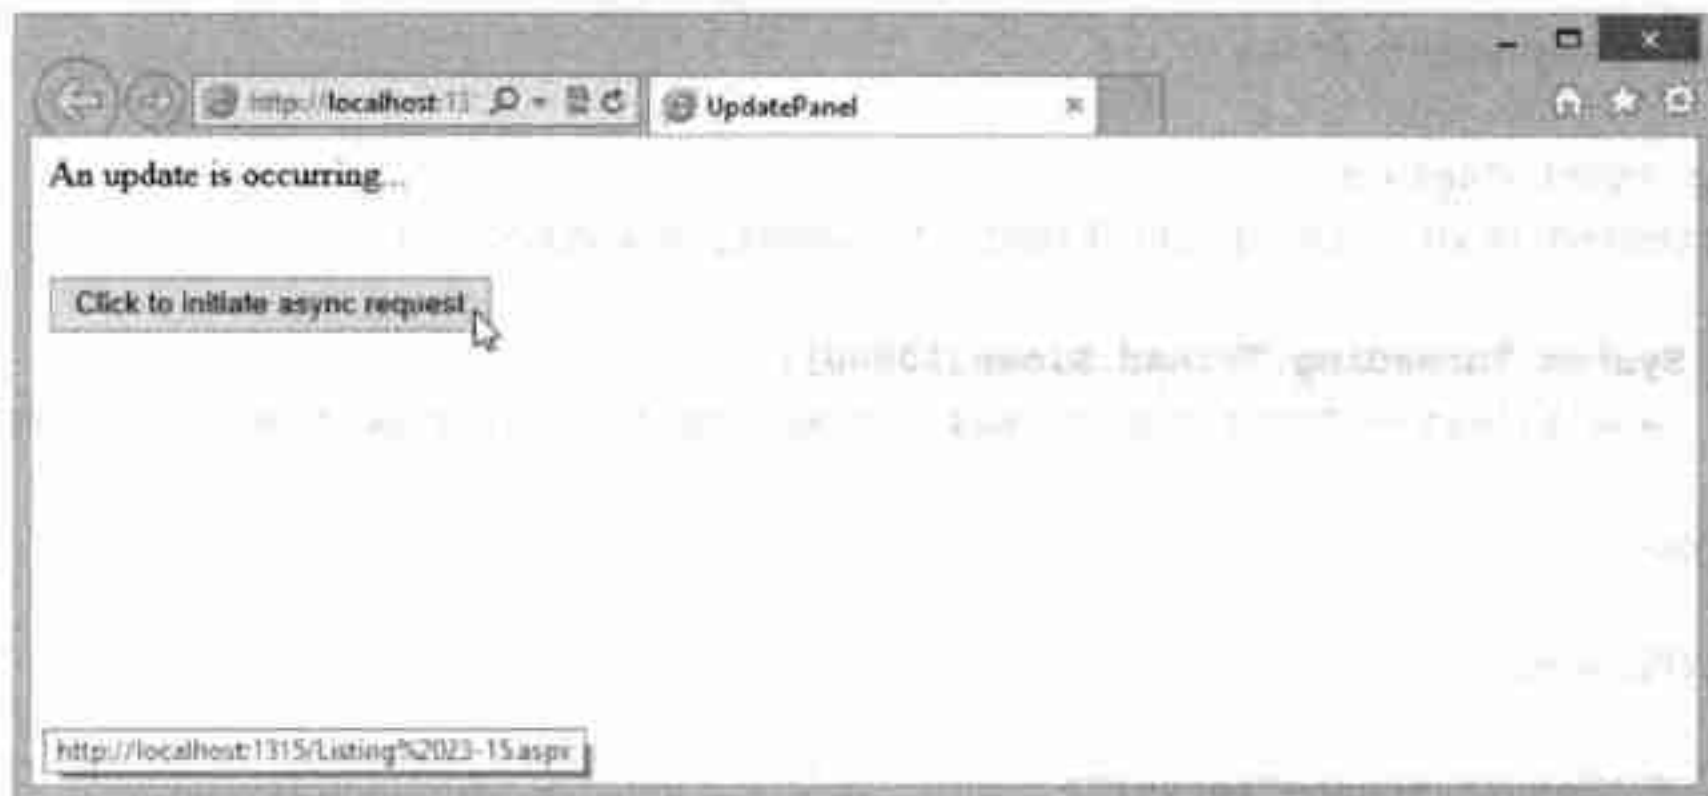 http://localhost:13
UpdatePanel
An update is occurring...
Click to initiate async request
http://localhost:1315/Listing%2023-15.aspx